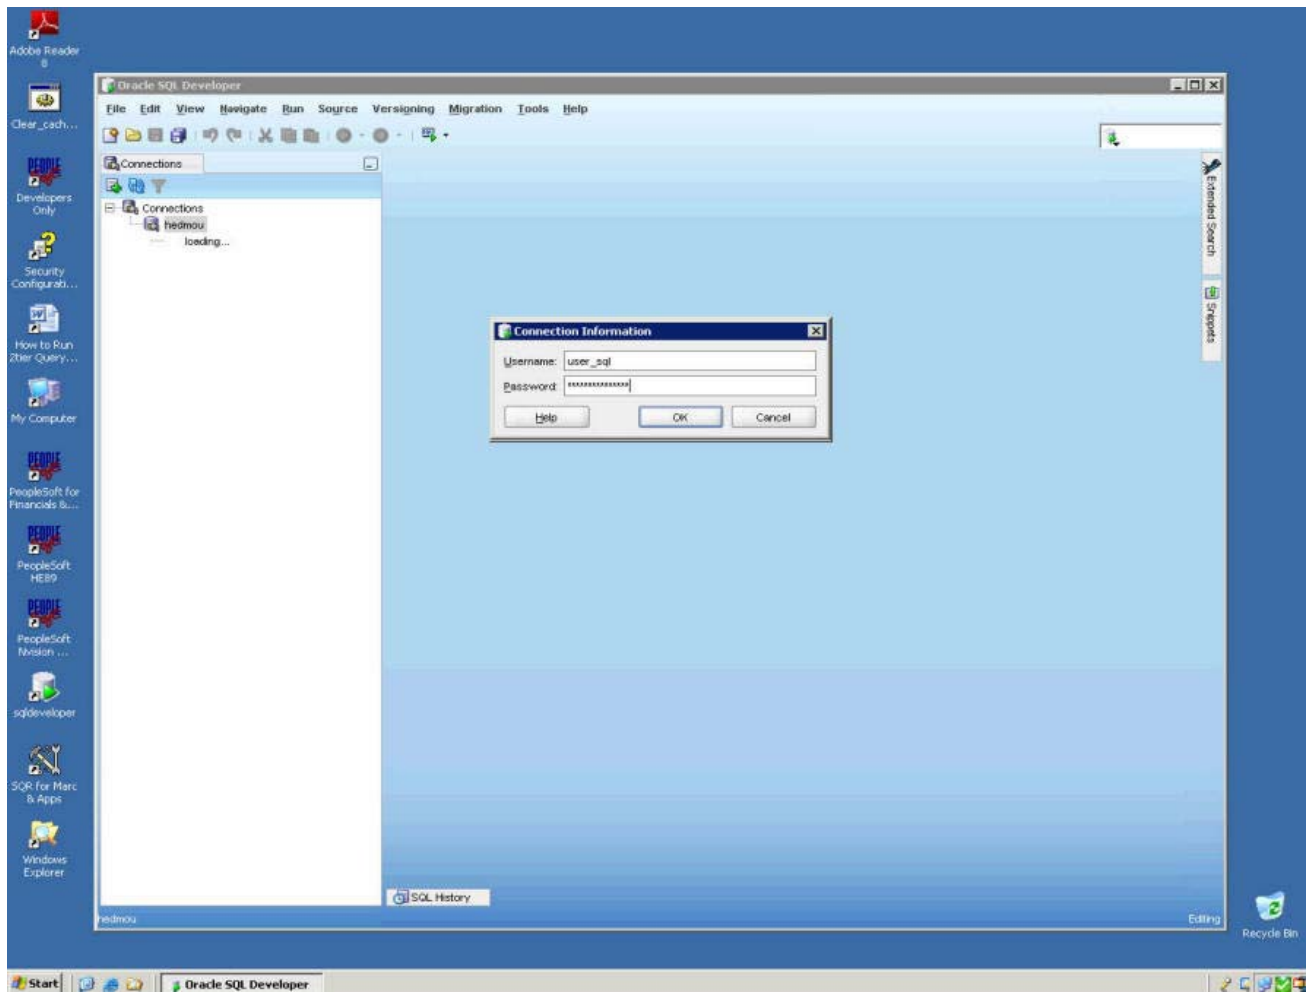 Adobe Reader
8
Clear_cach...
Developers
Only
Security
Configurati...
How to Run
2tier Query...
My Computer
PEOPLE
PeopleSoft for
Financials &...
PEOPLE
PeopleSoft
HE89
PEOPLE
PeopleSoft
NVision ...
sqldeveloper
SQR for Marc
& Apps
Windows
Explorer
Oracle SQL Developer
File Edit View Navigate Run Source Versioning Migration Tools Help
Connections
Connections
hedmou
loading...
Connection Information
Username: user_sql
Password: ***************
Help OK Cancel
Extended Search
Snippets
SQL History
hedmou
Editing
Recycle Bin
Start
Oracle SQL Developer